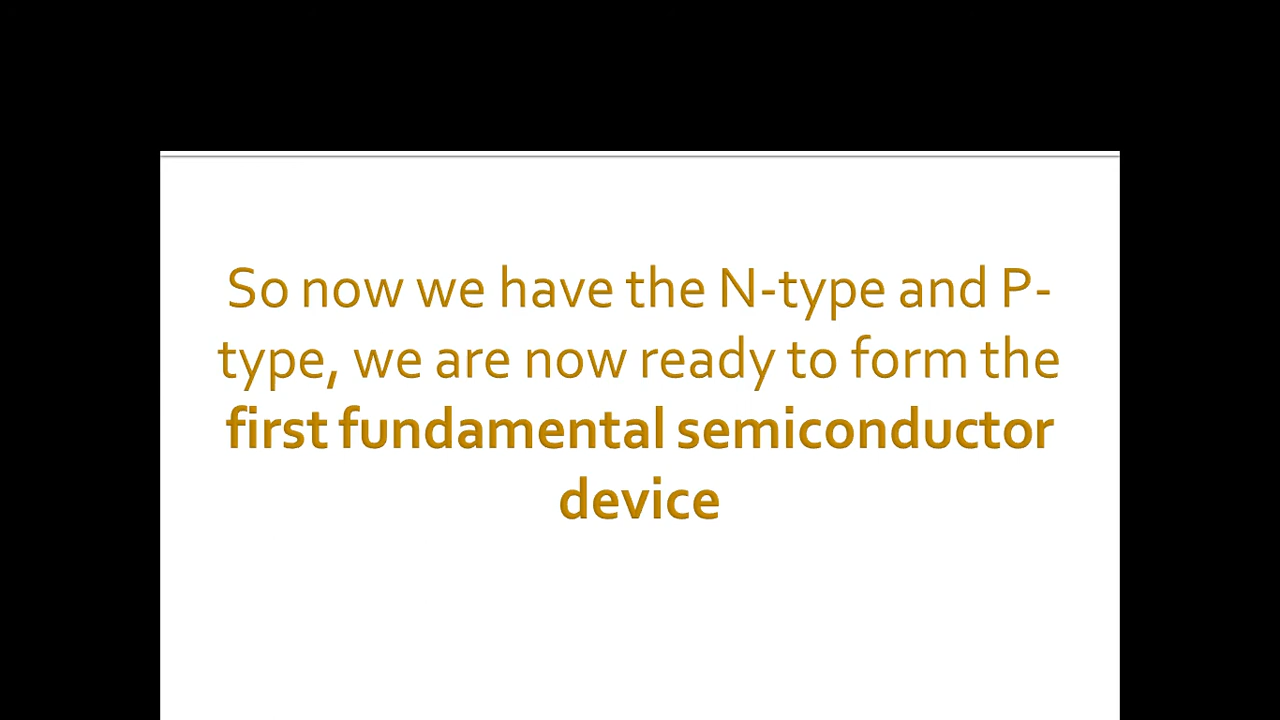 So now we have the N-type and P-
type, we are now ready to form the
first fundamental semiconductor
device